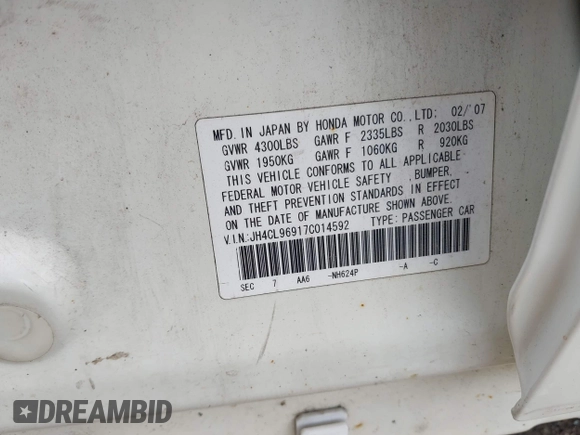 MFD. IN JAPAN BY HONDA MOTOR CO., LTD: 02/'07
GVWR 4300LBS GAWR F 2335LBS R 2030LBS
GVWR 1950KG GAWR F 1060KG R 920KG
THIS VEHICLE CONFORMS TO ALL APPLICABLE
FEDERAL MOTOR VEHICLE SAFETY ,BUMPER,
AND THEFT PREVENTION STANDARDS IN EFFECT
ON THE DATE OF MANUFACTURE SHOWN ABOVE.
V.I.N:JH4CL96917C014592 TYPE: PASSENGER CAR
SEC 7 AA6 -NH624P -A -C
DREAMBID